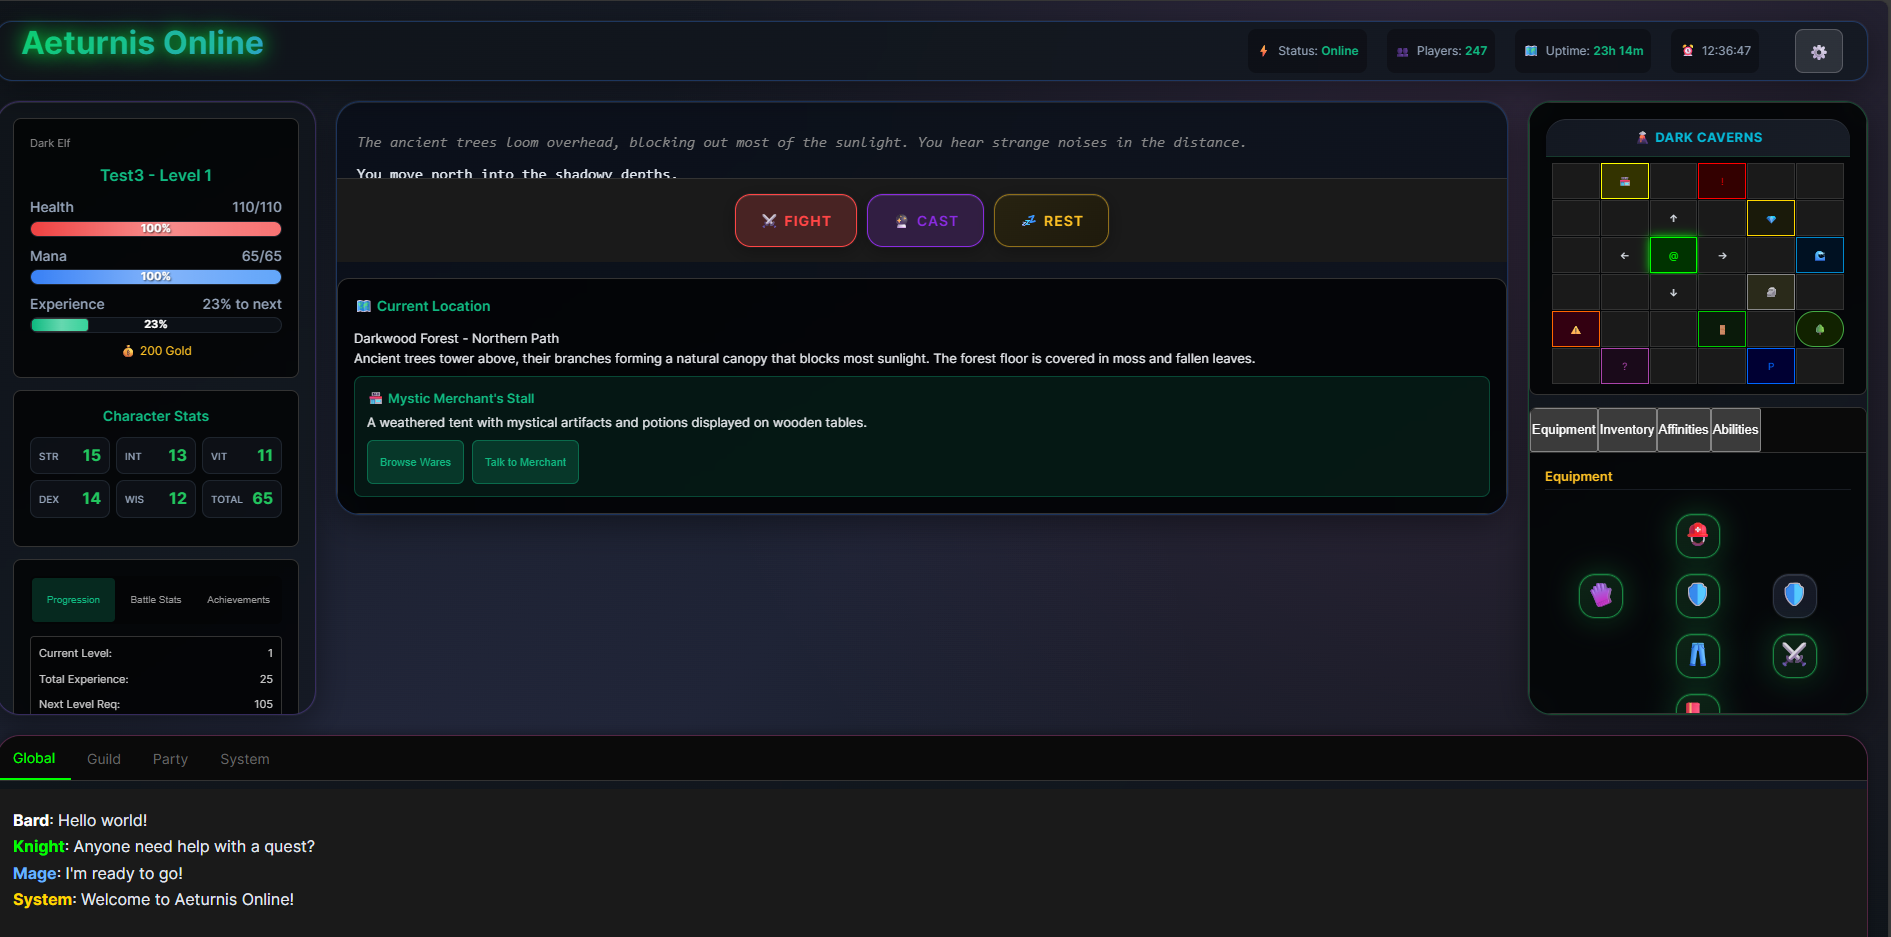 Aeturnis Online
Status: Online
Players: 247
Uptime: 23h 14m
12:36:47
Dark Elf
Test3 - Level 1
Health 110/110
100%
Mana 65/65
100%
Experience 23% to next
23%
200 Gold
Character Stats
STR 15 INT 13 VIT 11
DEX 14 WIS 12 TOTAL 65
Progression Battle Stats Achievements
Current Level: 1
Total Experience: 25
Next Level Req: 105
The ancient trees loom overhead, blocking out most of the sunlight. You hear strange noises in the distance.
You move north into the shadowy depths.
FIGHT CAST REST
Current Location
Darkwood Forest - Northern Path
Ancient trees tower above, their branches forming a natural canopy that blocks most sunlight. The forest floor is covered in moss and fallen leaves.
Mystic Merchant's Stall
A weathered tent with mystical artifacts and potions displayed on wooden tables.
Browse Wares Talk to Merchant
DARK CAVERNS
!
↑
← @ →
↓
? P
Equipment Inventory Affinities Abilities
Equipment
Global Guild Party System
Bard: Hello world!
Knight: Anyone need help with a quest?
Mage: I'm ready to go!
System: Welcome to Aeturnis Online!